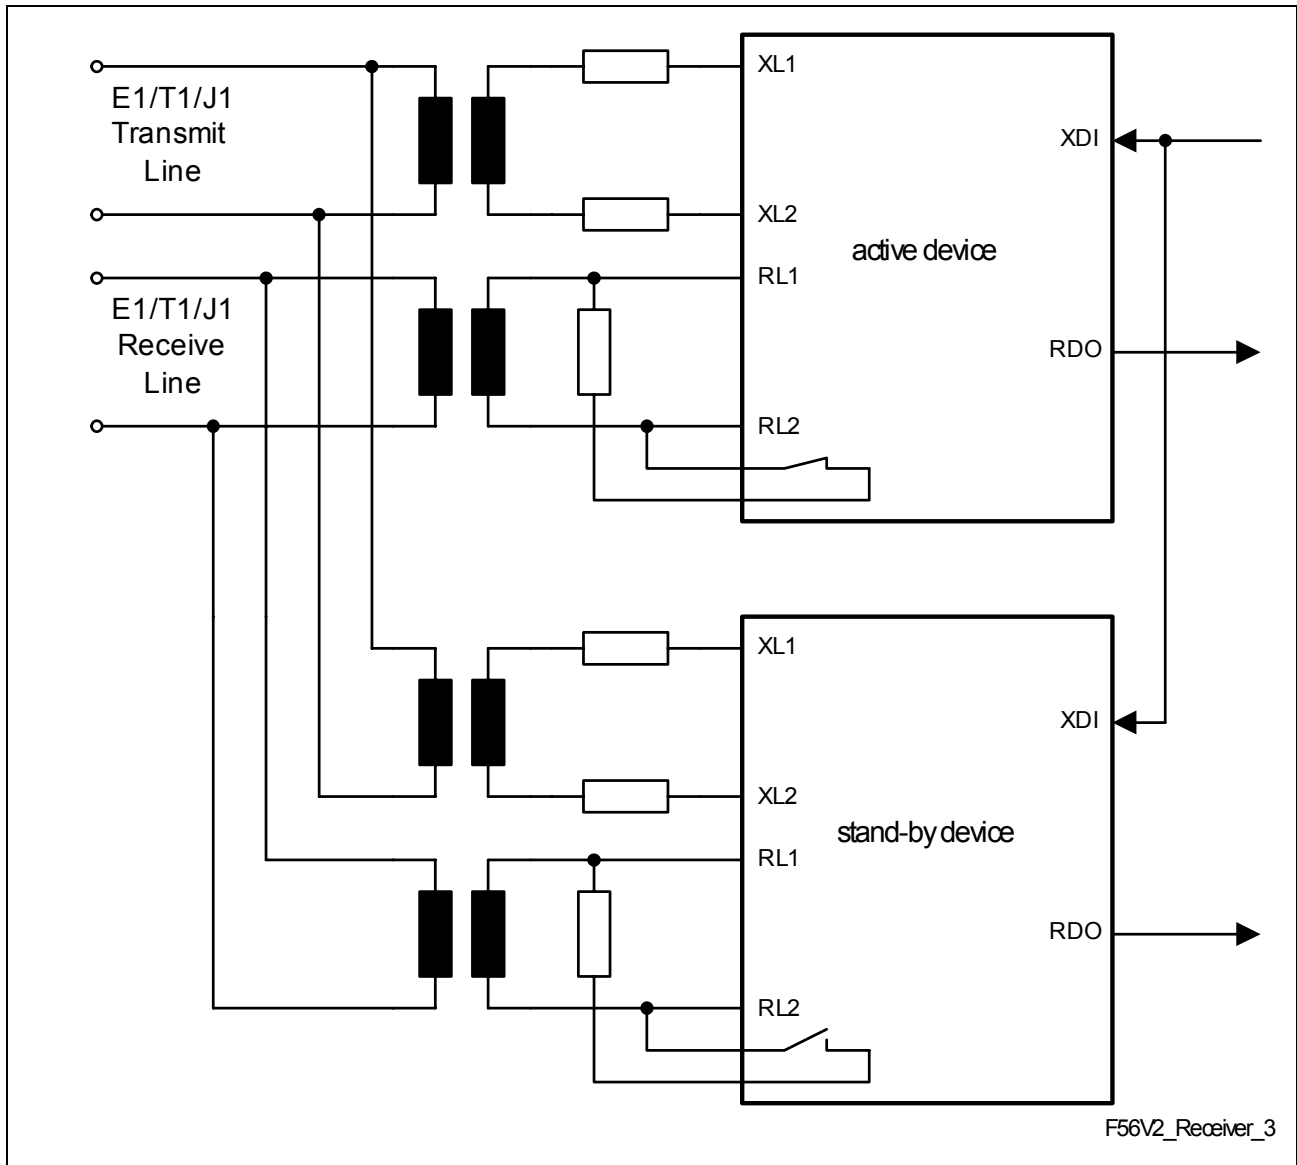 E1/T1/J1
Transmit
Line
E1/T1/J1
Receive
Line
XL1
XL2
RL1
RL2
active device
XDI
RDO
XL1
XL2
RL1
RL2
stand-by device
XDI
RDO
F56V2_Receiver_3